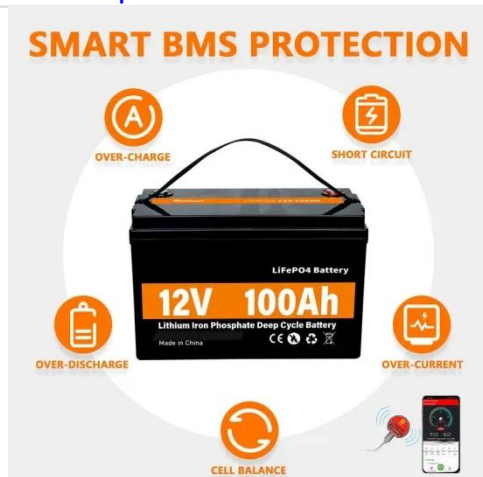 SMART BMS PROTECTION
OVER-CHARGE
SHORT CIRCUIT
LiFePO4 Battery
12V 100Ah
Lithium Iron Phosphate Deep Cycle Battery
Made in China
CE
OVER-DISCHARGE
OVER-CURRENT
CELL BALANCE